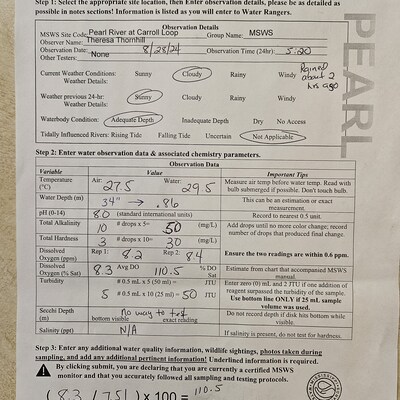 Step 1: Select the appropriate site location, then Enter observation details, please be as detailed as
possible in notes sections! Information is listed as you will enter to Water Rangers.
PEARL
Observation Details
MSWS Site Code: Pearl River at Carroll Loop Group Name: MSWS
Observer Name: Theresa Thornhill
Observation Date: 8/28/24 Observation Time (24hr): 5:20
Other Testers: None
Current Weather Conditions: Sunny Cloudy Rainy Windy Rained about 2 hrs ago
Weather Details:
Weather previous 24-hr: Sunny Cloudy Rainy Windy
Weather Details:
Waterbody Condition: Adequate Depth Inadequate Depth Dry No Access
Tidally Influenced Rivers: Rising Tide Falling Tide Uncertain Not Applicable
Step 2: Enter water observation data & associated chemistry parameters.
Observation Data
Variable Value Important Tips
Temperature (°C) Air: 27.5 Water: 29.5 Measure air temp before water temp. Read with bulb submerged if possible. Don't touch bulb.
Water Depth (m) 34" → .86 This can be an estimation or exact measurement.
pH (0-14) 8.0 (standard international units) Record to nearest 0.5 unit.
Total Alkalinity 10 # drops x 5= 50 (mg/L) Add drops until no more color change; record number of drops that produced final change.
Total Hardness 3 # drops x 10= 30 (mg/L)
Dissolved Oxygen (ppm) Rep 1: 8.2 Rep 2: 8.4 Ensure the two readings are within 0.6 ppm.
Dissolved Oxygen (% Sat) 8.3 Avg DO 110.5 % DO Sat Estimate from chart that accompanied MSWS manual.
Turbidity # 0.5 mL x 5 (50 ml) = JTU Enter zero (0) mL and 2 JTU if one addition of reagent surpassed the turbidity of the sample.
5 # 0.5 mL x 10 (25 ml) = 50 JTU Use bottom line ONLY if 25 mL sample volume was used.
Secchi Depth (m) No way to test bottom visible exact reading Do not record depth if disk hits bottom while visible.
Salinity (ppt) N/A If salinity is present, do not test for hardness.
Step 3: Enter any additional water quality information, wildlife sightings, photos taken during
sampling, and add any additional pertinent information! Underlined information is required.
By clicking submit, you are declaring that you are currently a certified MSWS
monitor and that you accurately followed all sampling and testing protocols.
(8.3 / 7.51) x 100 = 110.5